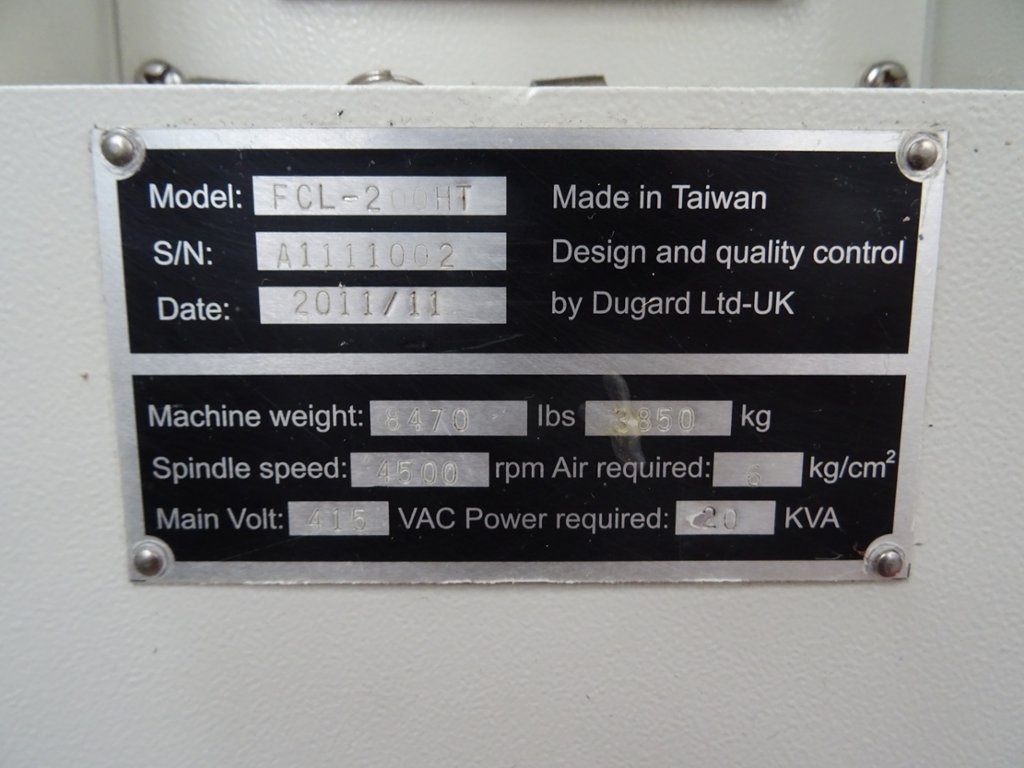 Model: FCL-200HT
S/N: A1111002
Date: 2011/11
Made in Taiwan
Design and quality control
by Dugard Ltd-UK
Machine weight: 8470 lbs 3850 kg
Spindle speed: 4500 rpm Air required: 6 kg/cm²
Main Volt: 415 VAC Power required: 20 KVA